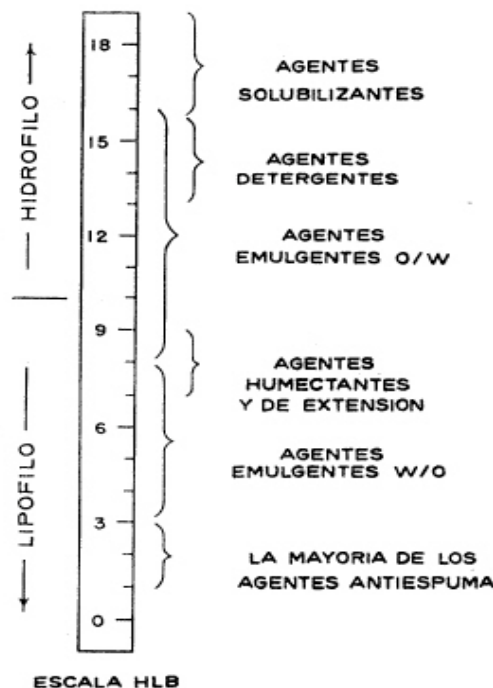 HIDROFILO
LIPOFILO
18
15
12
9
6
3
0
AGENTES
SOLUBILIZANTES
AGENTES
DETERGENTES
AGENTES
EMULGENTES O/W
AGENTES
HUMECTANTES
Y DE EXTENSION
AGENTES
EMULGENTES W/O
LA MAYORIA DE LOS
AGENTES ANTIESPUMA
ESCALA HLB